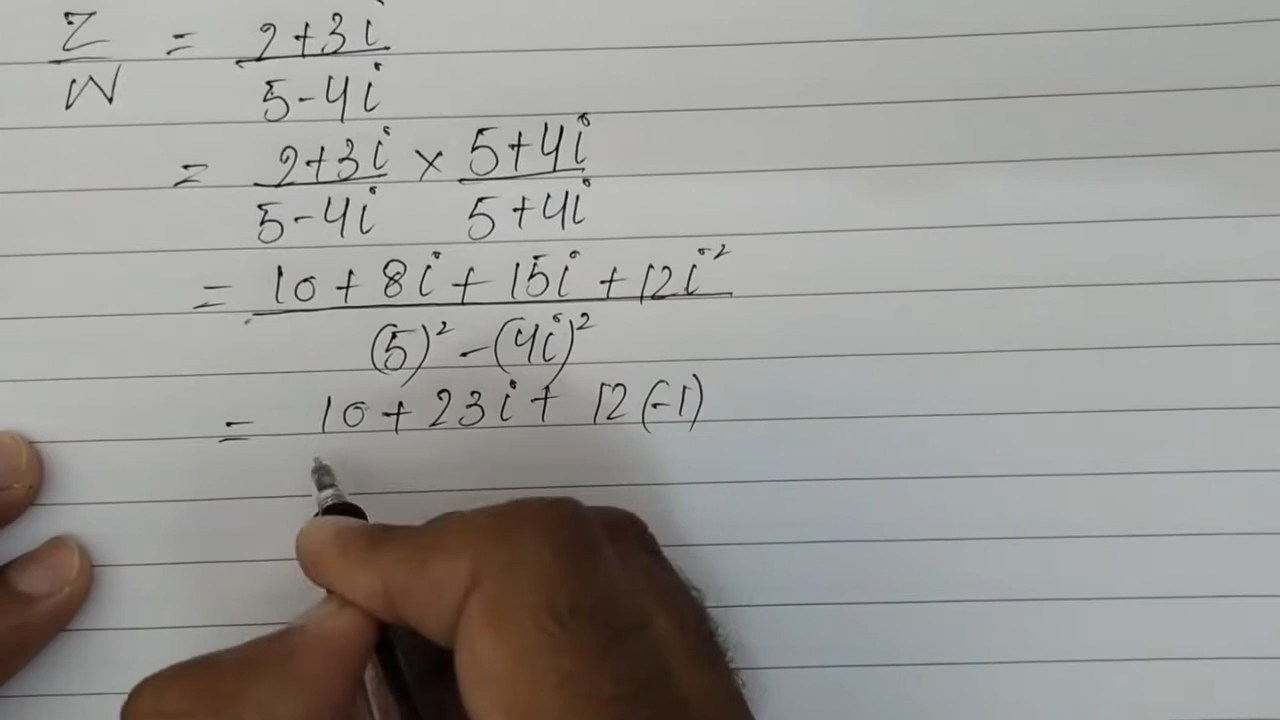 Z/W = 2+3i/5-4i
= 2+3i/5-4i × 5+4i/5+4i
= 10+8i+15i+12i²/(5)²-(4i)²
= 10+23i+12(-1)